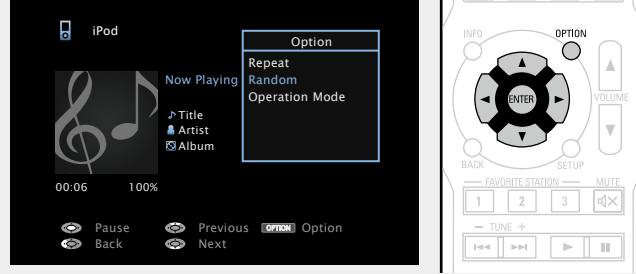 iPod
Option
Repeat
Random
Operation Mode
Now Playing
Title
Artist
Album
00:06 100%
Pause Previous OPTION Option
Back Next
INFO OPTION
ENTER
VOLUME
BACK SETUP
FAVORITE STATION MUTE
1 2 3
− TUNE +